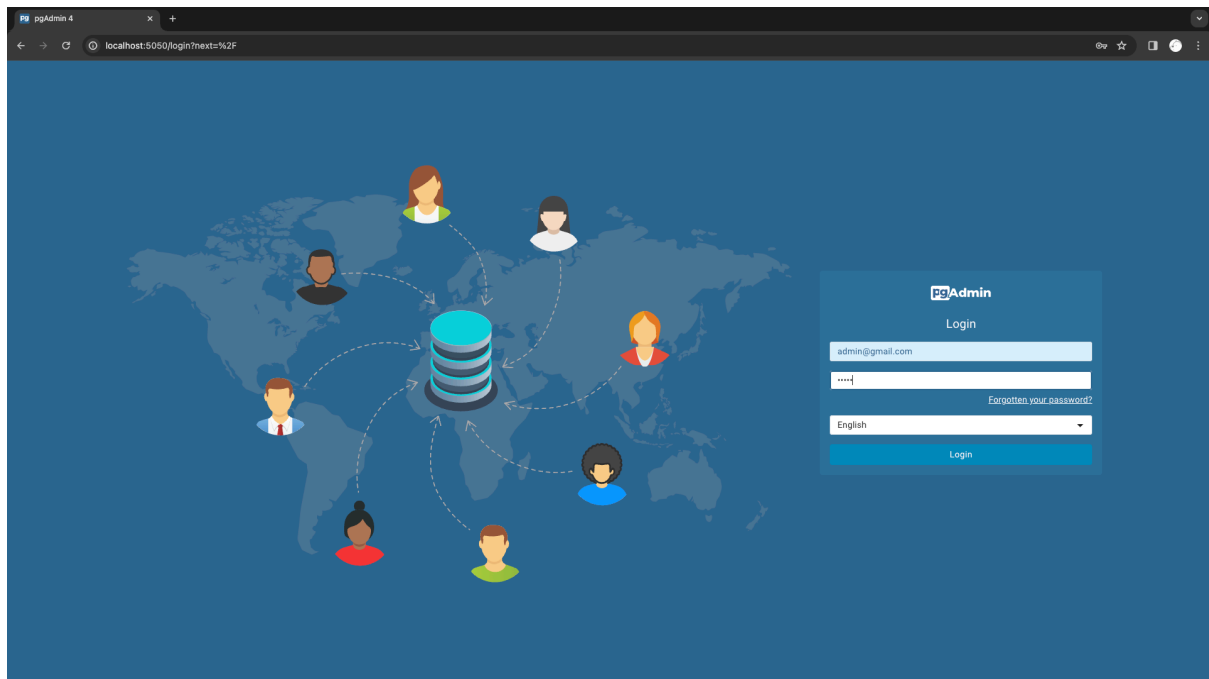 pgAdmin 4
localhost:5050/login?next=%2F
pgAdmin
Login
admin@gmail.com
•••••
Forgotten your password?
English
Login